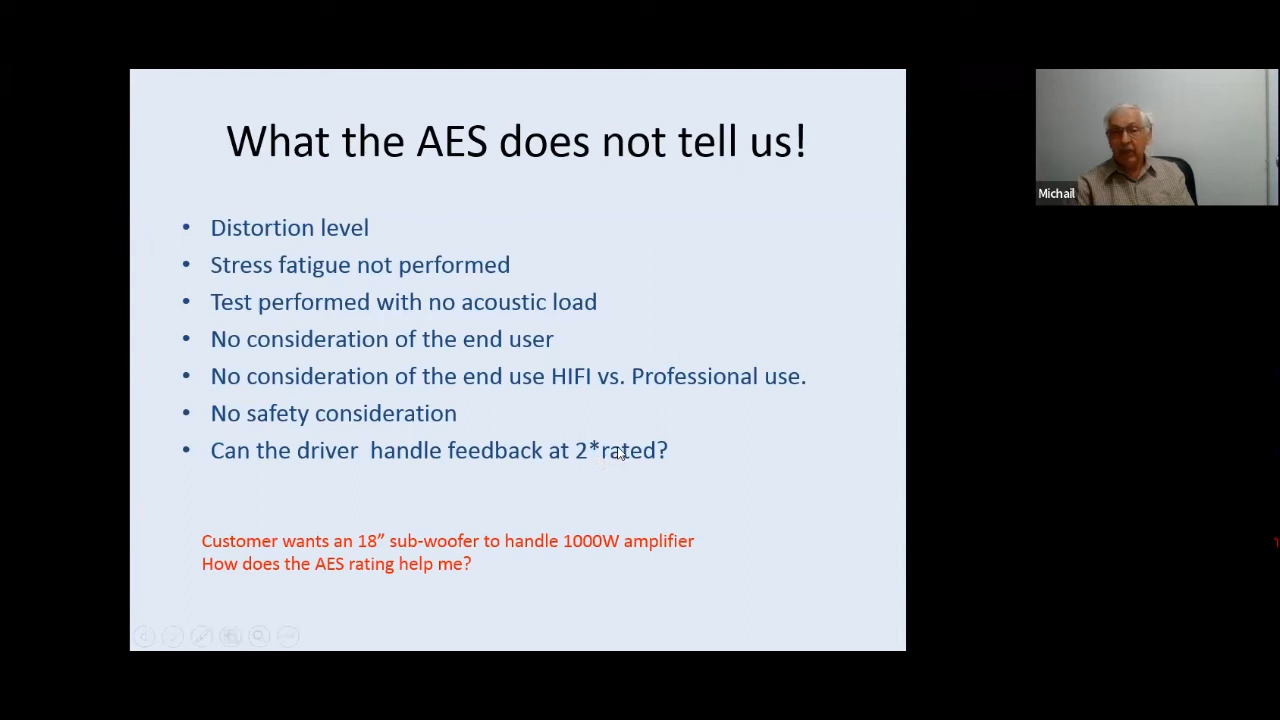 What the AES does not tell us!
• Distortion level
• Stress fatigue not performed
• Test performed with no acoustic load
• No consideration of the end user
• No consideration of the end use HIFI vs. Professional use.
• No safety consideration
• Can the driver  handle feedback at 2*rated?
Customer wants an 18” sub-woofer to handle 1000W amplifier
How does the AES rating help me?
Michail